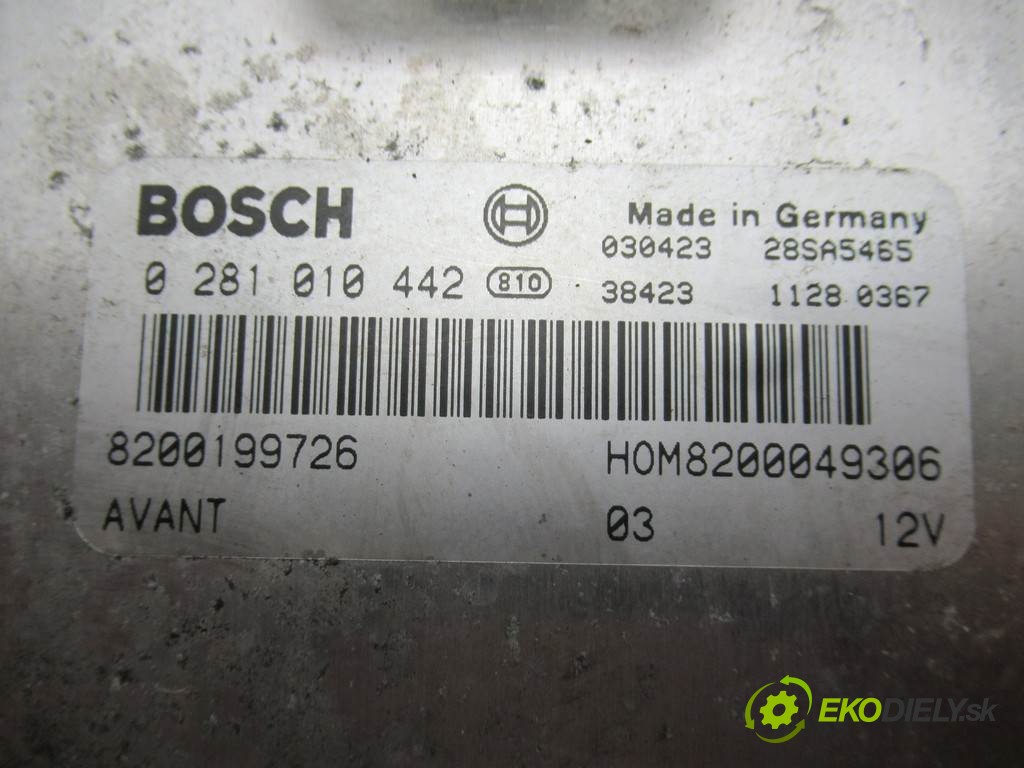 BOSCH Made in Germany
030423 28SA5465
0 281 010 442 810 38423 1128 0367
8200199726 HOM8200049306
AVANT 03 12V
EKODIELY.sk